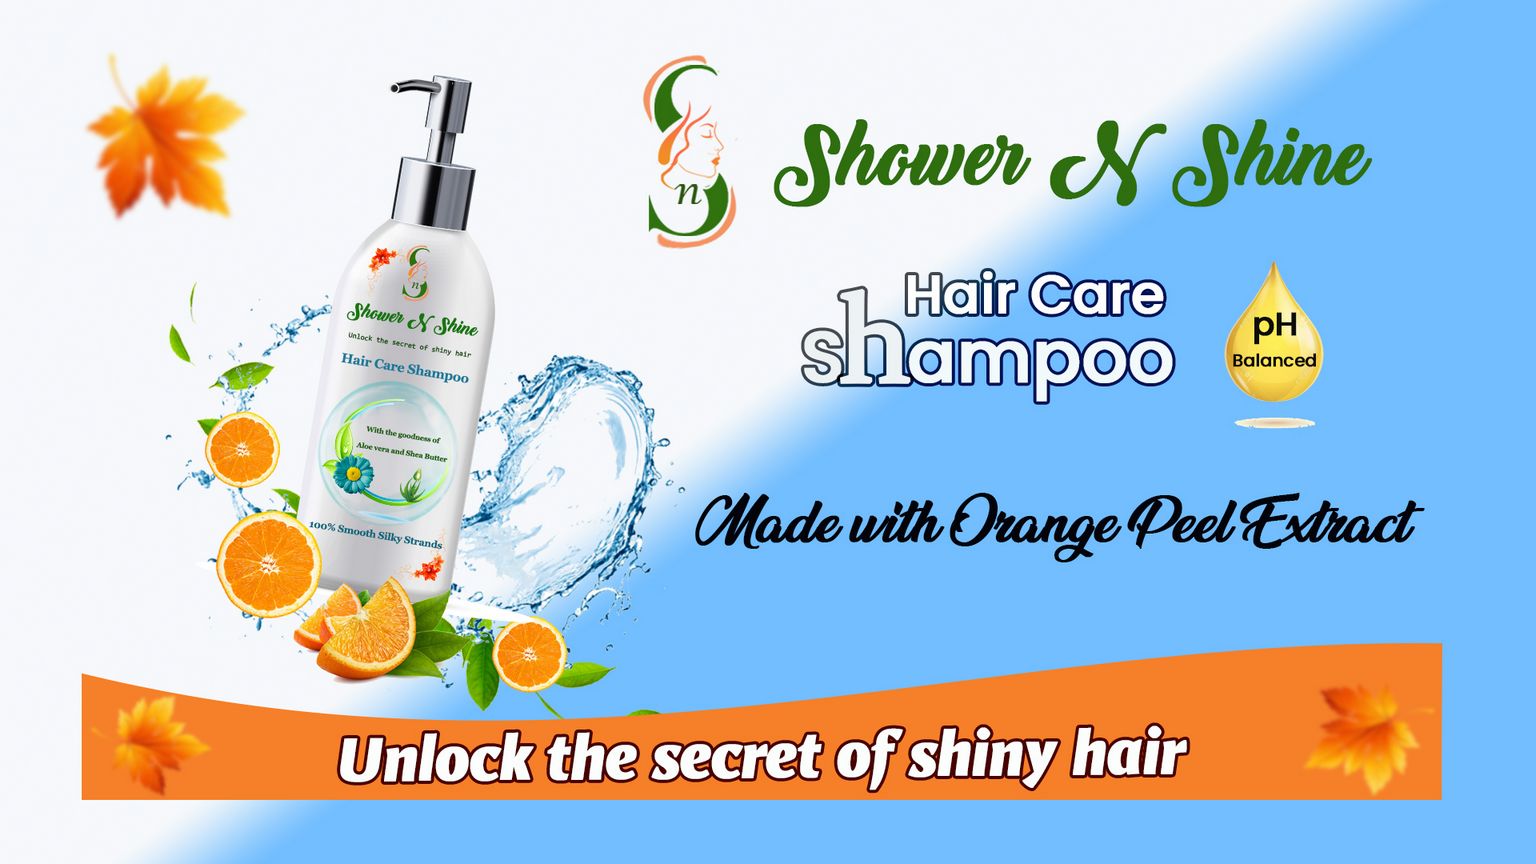 n
Shower N Shine
Hair Care
shampoo
pH
Balanced
Made with Orange Peel Extract
n
Shower N Shine
Unlock the secret of shiny hair
Hair Care Shampoo
With the goodness of
Aloe vera and Shea Butter
100% Smooth Silky Strands
Unlock the secret of shiny hair